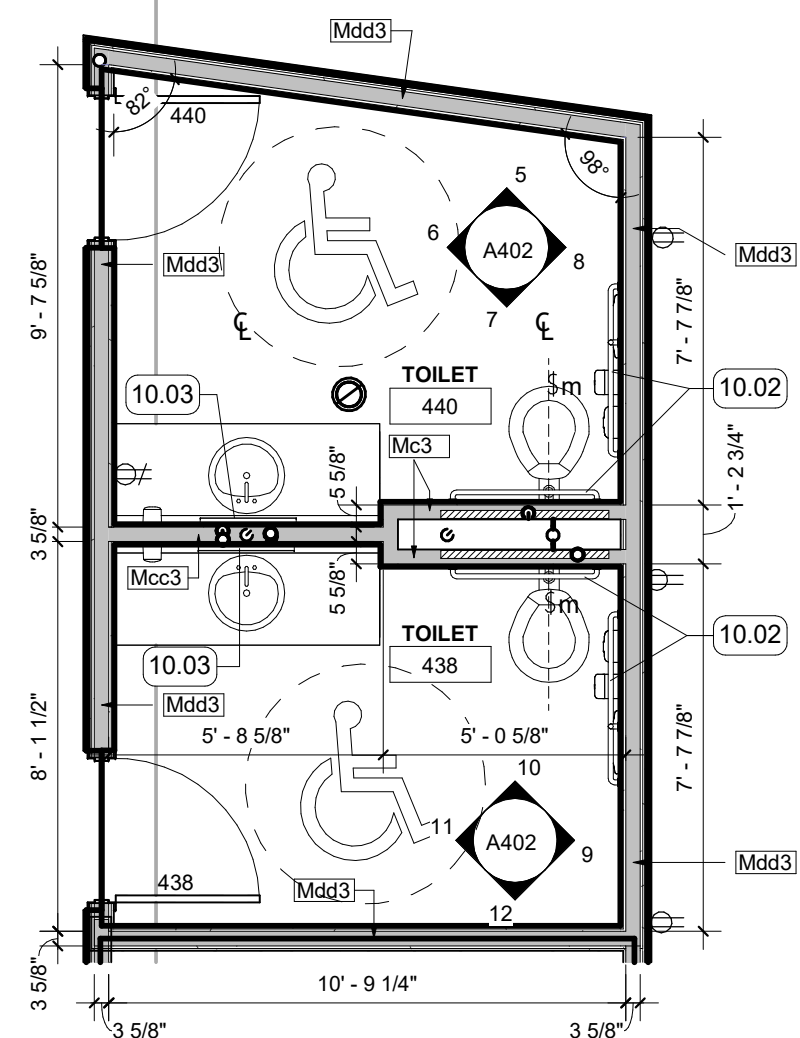 Mdd3
82°
440
98°
5
6
A402
8
7
Mdd3
Mdd3
9' - 7 5/8"
7' - 7 7/8"
℄
℄
TOILET
440
$m
10.03
10.02
Mc3
5 5/8"
1' - 2 3/4"
3 5/8"
Mcc3
5 5/8"
$m
TOILET
438
10.02
10.03
Mdd3
5' - 8 5/8"
5' - 0 5/8"
8' - 1 1/2"
7' - 7 7/8"
10
11
A402
9
12
438
Mdd3
Mdd3
3 5/8"
10' - 9 1/4"
3 5/8"
3 5/8"